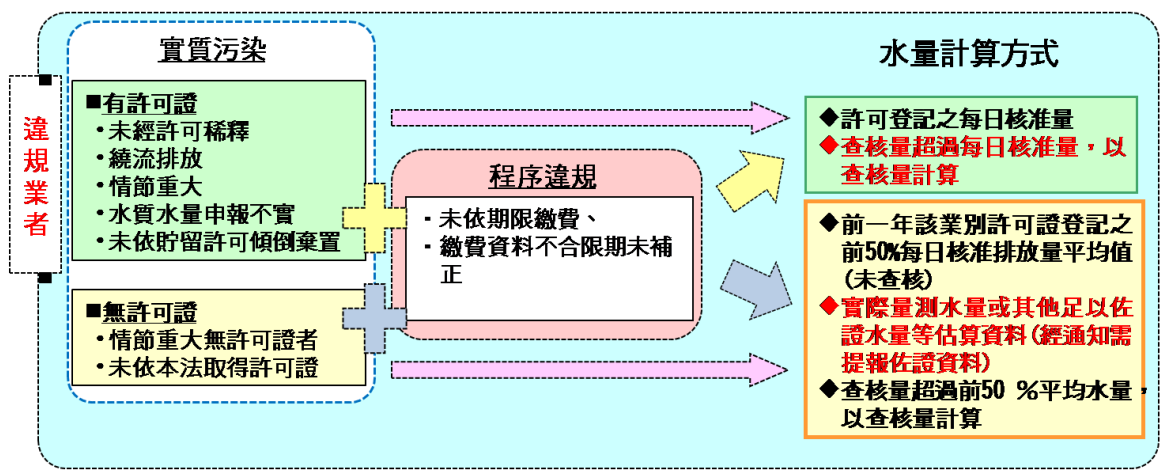 違規業者
實質污染
■有許可證
•未經許可稀釋
•繞流排放
•情節重大
•水質水量申報不實
•未依貯留許可傾倒棄置
■無許可證
•情節重大無許可證者
•未依本法取得許可證
程序違規
- 未依期限繳費、
- 繳費資料不合限期未補
正
水量計算方式
◆許可登記之每日核准量
◆查核量超過每日核准量，以
查核量計算
◆前一年該業別許可證登記之
前50%每日核准排放量平均值
(未查核)
◆實際量測水量或其他足以佐
證水量等估算資料(經通知需
提報佐證資料)
◆查核量超過前50 %平均水量，
以查核量計算